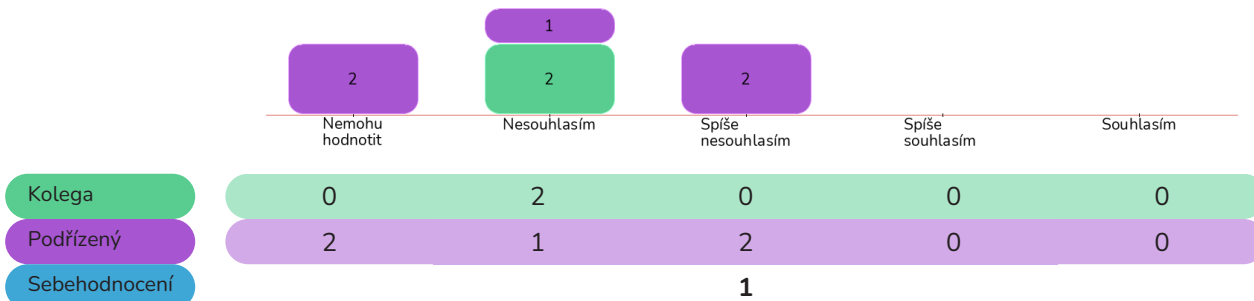 1
2 2 2
Nemohu hodnotit
Nesouhlasím
Spíše nesouhlasím
Spíše souhlasím
Souhlasím
Kolega 0 2 0 0 0
Podřízený 2 1 2 0 0
Sebehodnocení 1